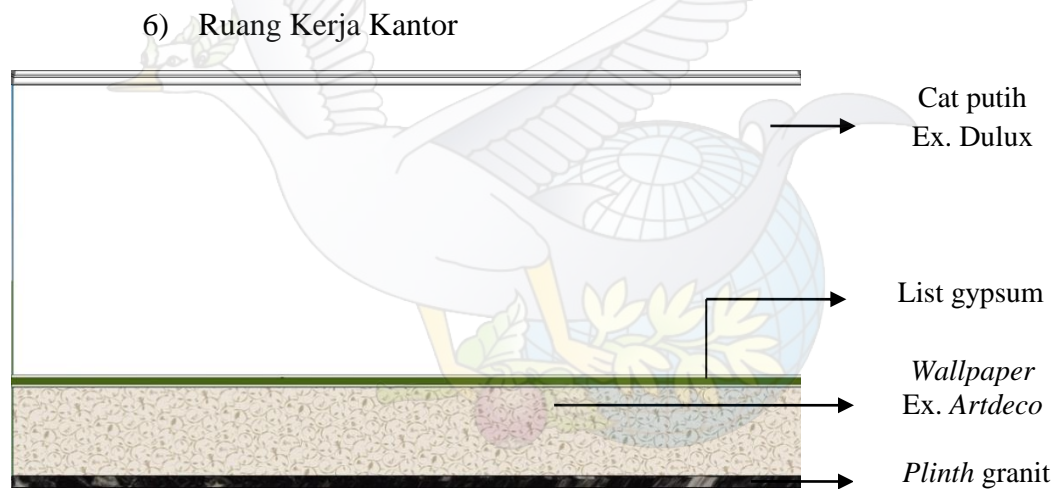 6) Ruang Kerja Kantor
Cat putih
Ex. Dulux
List gypsum
Wallpaper
Ex. Artdeco
Plinth granit